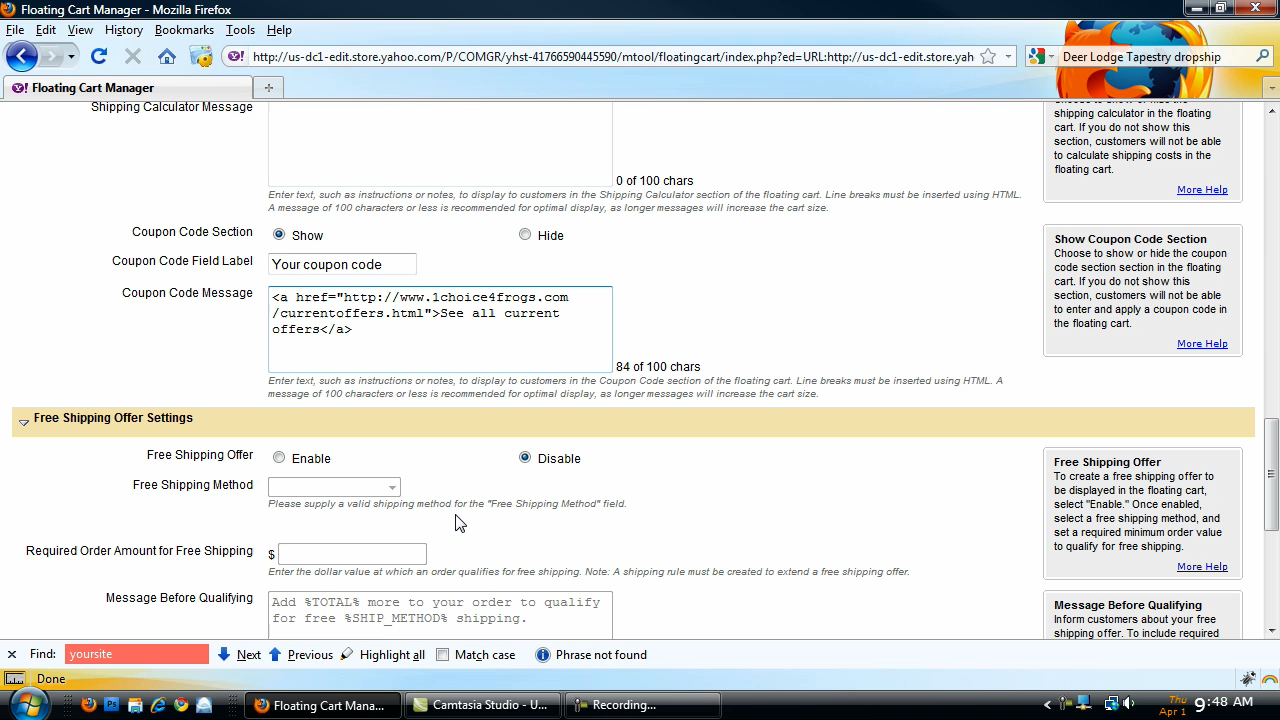 Floating Cart Manager - Mozilla Firefox
File Edit View History Bookmarks Tools Help
http://us-dc1-edit.store.yahoo.com/P/COMGR/yhst-41766590445590/mtool/floatingcart/index.php?ed=URL:http://us-dc1-edit.store.yah
Deer Lodge Tapestry dropship
Floating Cart Manager
Shipping Calculator Message
0 of 100 chars
Enter text, such as instructions or notes, to display to customers in the Shipping Calculator section of the floating cart. Line breaks must be inserted using HTML.
A message of 100 characters or less is recommended for optimal display, as longer messages will increase the cart size.
shipping calculator in the
floating cart. If you do not show this
section, customers will not be able
to calculate shipping costs in the
floating cart.
More Help
Coupon Code Section
Show
Hide
Coupon Code Field Label
Your coupon code
Coupon Code Message
<a href="http://www.1choice4frogs.com
/currentoffers.html">See all current
offers</a>
84 of 100 chars
Enter text, such as instructions or notes, to display to customers in the Coupon Code section of the floating cart. Line breaks must be inserted using HTML. A
message of 100 characters or less is recommended for optimal display, as longer messages will increase the cart size.
Show Coupon Code Section
Choose to show or hide the coupon
code section section in the floating
cart. If you do not show this
section, customers will not be able
to enter and apply a coupon code in
the floating cart.
More Help
Free Shipping Offer Settings
Free Shipping Offer
Enable
Disable
Free Shipping Method
Please supply a valid shipping method for the "Free Shipping Method" field.
Required Order Amount for Free Shipping
$
Enter the dollar value at which an order qualifies for free shipping. Note: A shipping rule must be created to extend a free shipping offer.
Message Before Qualifying
Add %TOTAL% more to your order to qualify
for free %SHIP_METHOD% shipping.
Free Shipping Offer
To create a free shipping offer to
be displayed in the floating cart,
select "Enable." Once enabled,
select a free shipping method, and
set a required minimum order value
to qualify for free shipping.
More Help
Message Before Qualifying
Inform customers about your free
shipping offer. To include required
Find: yoursite Next Previous Highlight all Match case Phrase not found
Done
Floating Cart Mana...
Camtasia Studio - U...
Recording...
Thu
Apr 1
9:48 AM